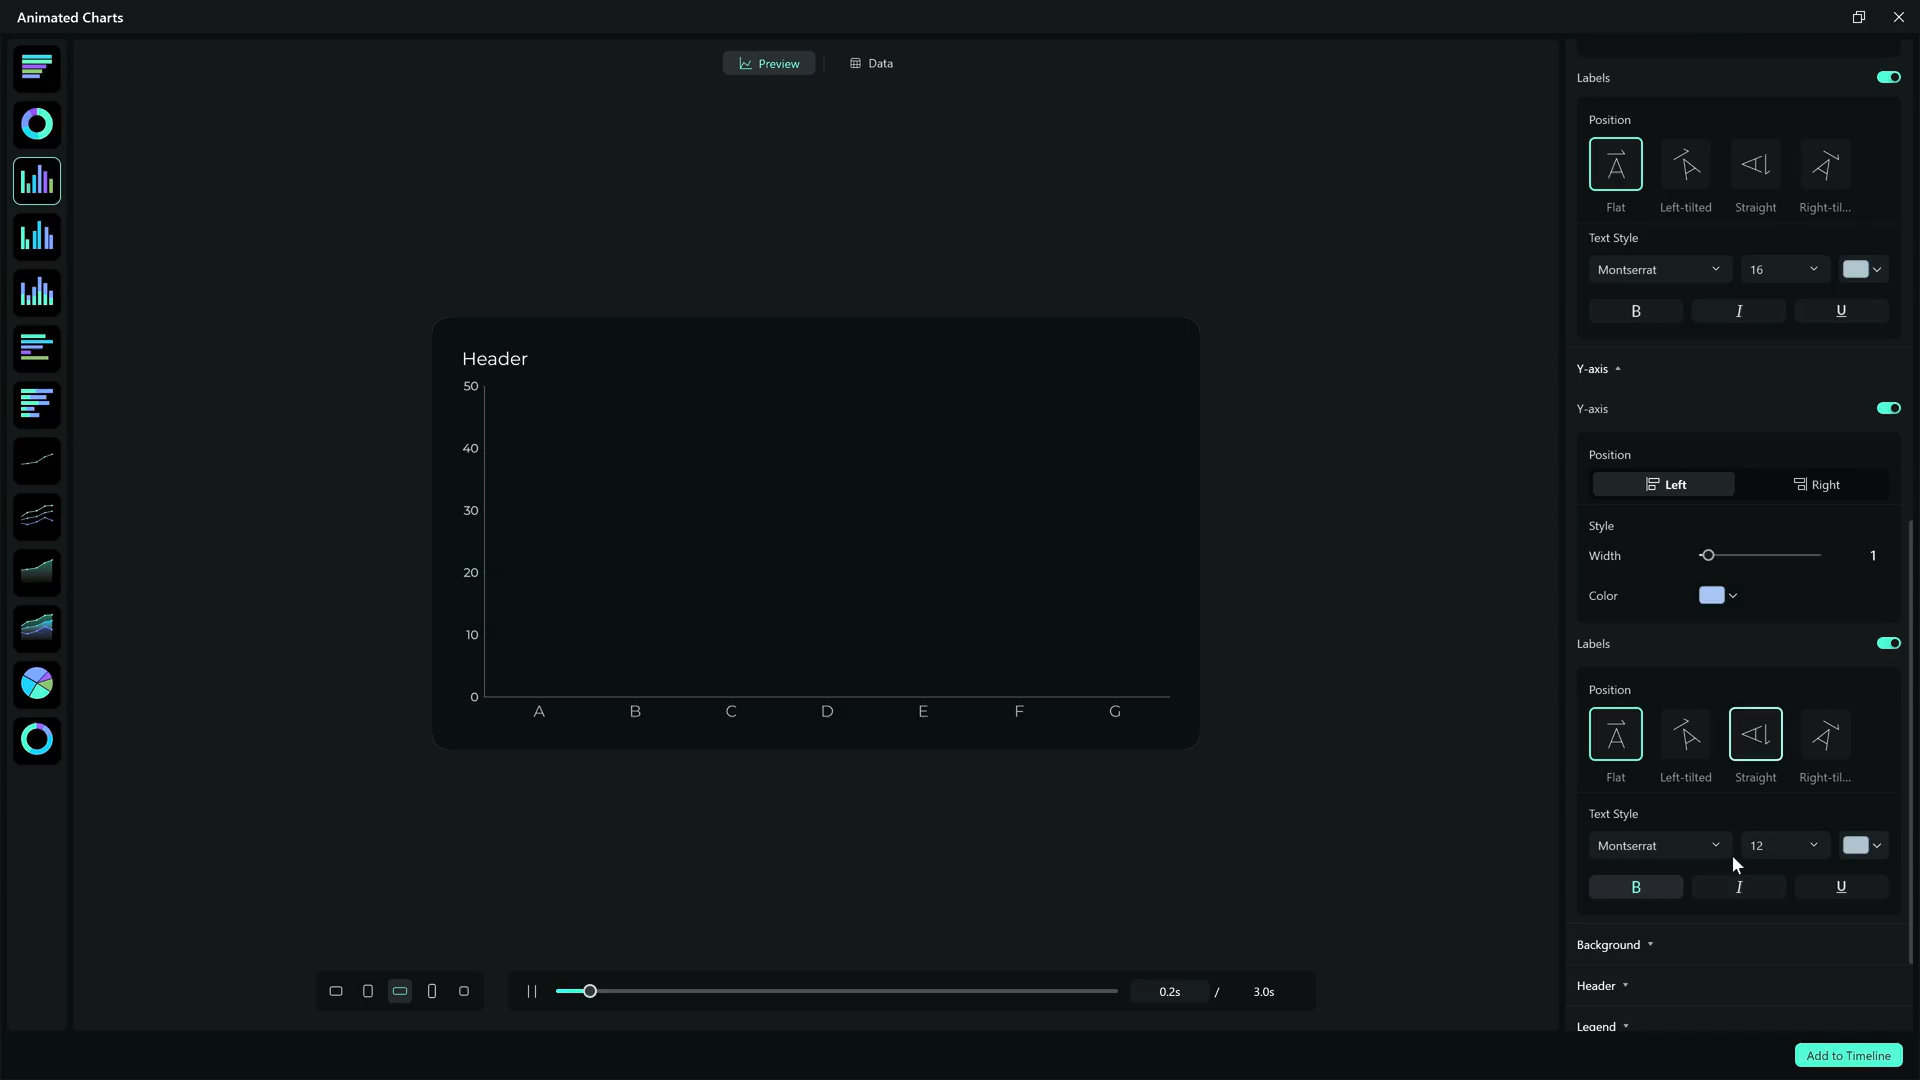 Animated Charts
Preview
Data
Header
50
40
30
20
10
0
A B C D E F G
0.2s / 3.0s
Labels
Position
Flat Left-tilted Straight Right-til...
Text Style
Montserrat 16
B I U
Y-axis
Y-axis
Position
Left Right
Style
Width 1
Color
Labels
Position
Flat Left-tilted Straight Right-til...
Text Style
Montserrat 12
B I U
Background
Header
Legend
Add to Timeline